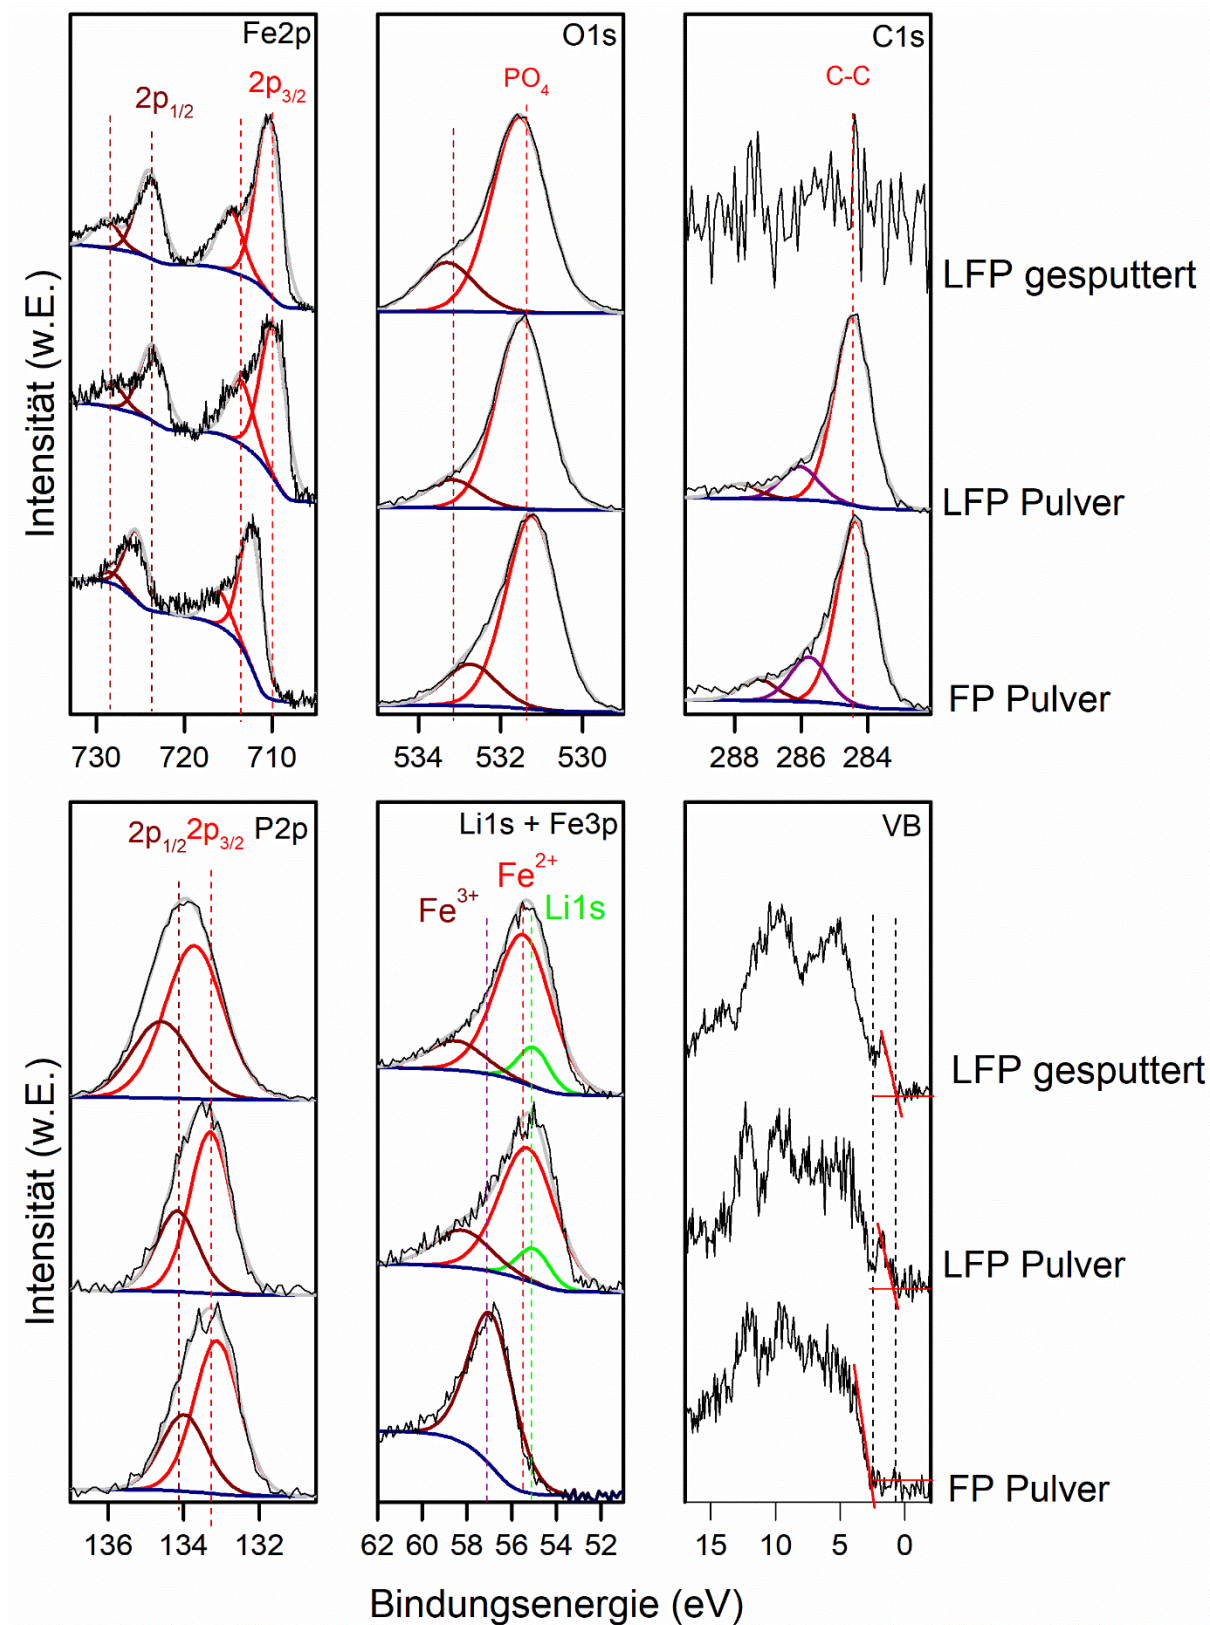 Fe2p
2p1/2
2p3/2
Intensität (w.E.)
730 720 710
O1s
PO4
534 532 530
C1s
C-C
288 286 284
LFP gesputtert
LFP Pulver
FP Pulver
P2p
2p1/2 2p3/2
Intensität (w.E.)
136 134 132
Li1s + Fe3p
Fe2+
Fe3+
Li1s
62 60 58 56 54 52
VB
15 10 5 0
LFP gesputtert
LFP Pulver
FP Pulver
Bindungsenergie (eV)